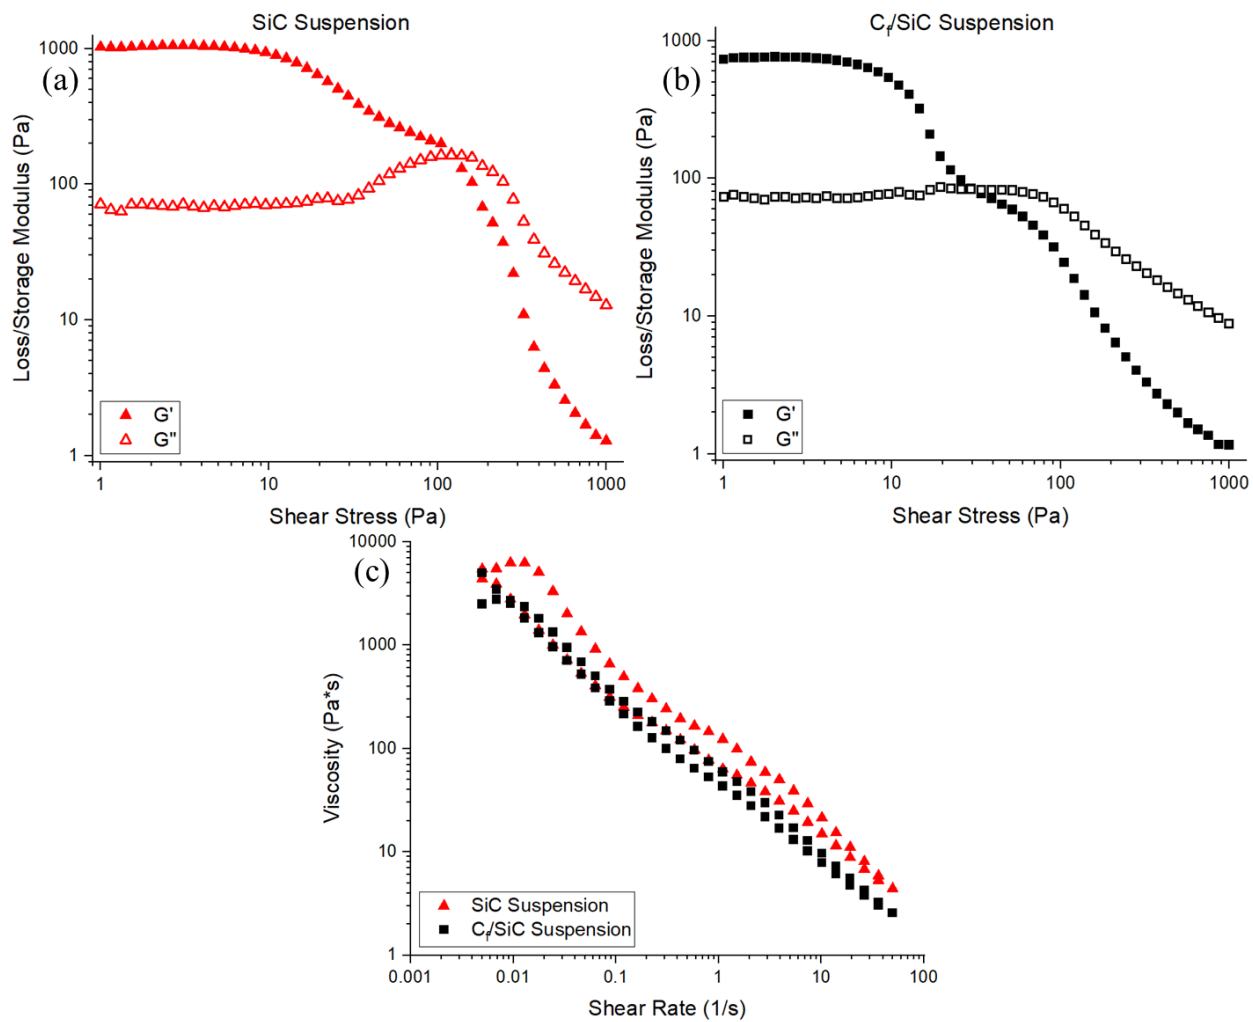 SiC Suspension
(a)
Loss/Storage Modulus (Pa)
1000
100
10
1
G'
G"
1 10 100 1000
Shear Stress (Pa)
C_f/SiC Suspension
(b)
Loss/Storage Modulus (Pa)
1000
100
10
1
G'
G"
1 10 100 1000
Shear Stress (Pa)
(c)
Viscosity (Pa*s)
10000
1000
100
10
1
SiC Suspension
C_f/SiC Suspension
0.001 0.01 0.1 1 10 100
Shear Rate (1/s)